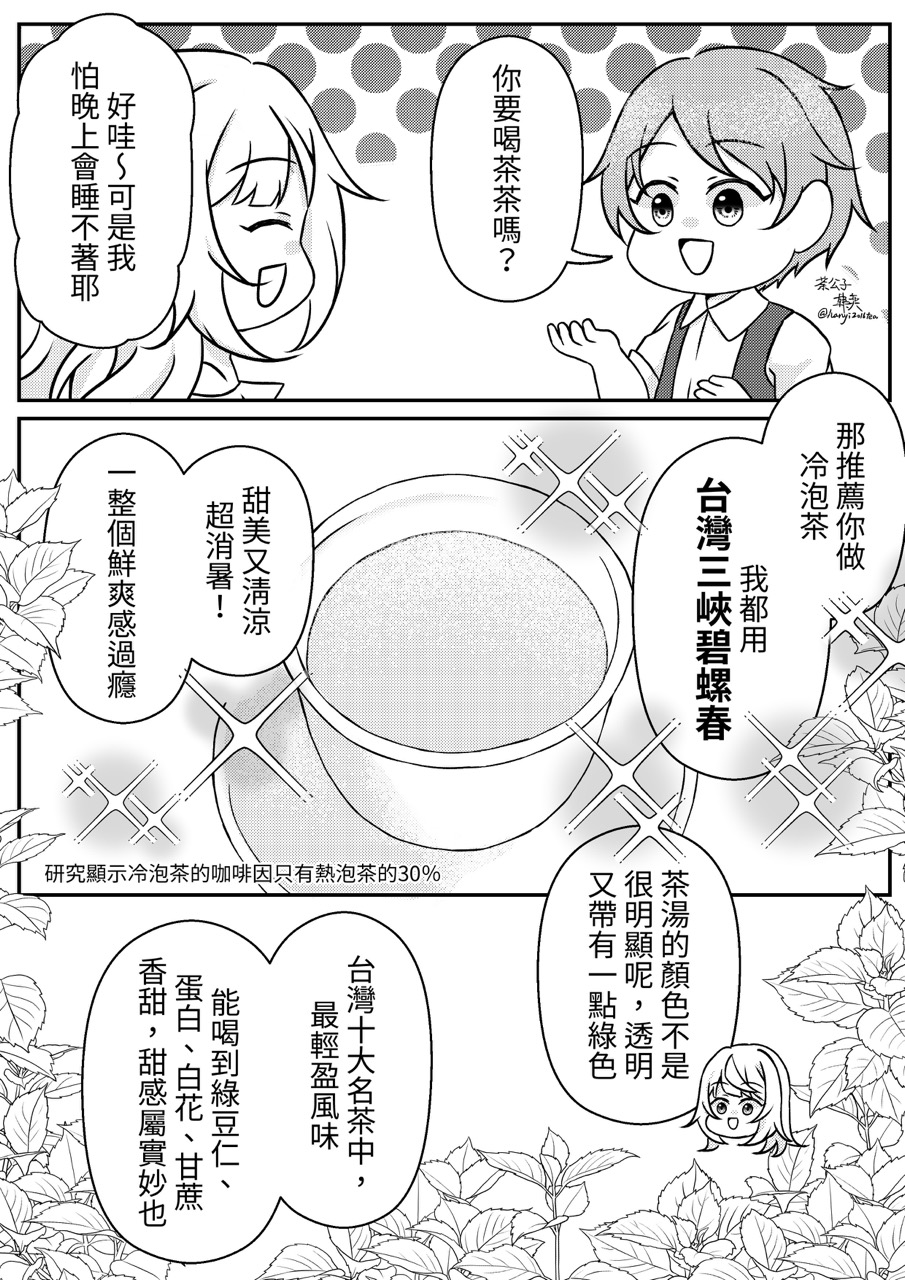 你要喝茶茶嗎？
好哇～可是我
怕晚上會睡不著耶
茶公子
@hanyi2016tea
那推薦你做
冷泡茶
我都用
台灣三峽碧螺春
甜美又清涼
超消暑！
一整個鮮爽感過癮
研究顯示冷泡茶的咖啡因只有熱泡茶的30%
茶湯的顏色不是
很明顯呢，透明
又帶有一點綠色
台灣十大名茶中，
最輕盈風味
能喝到綠豆仁、
蛋白、白花、甘蔗
香甜，甜感屬實妙也